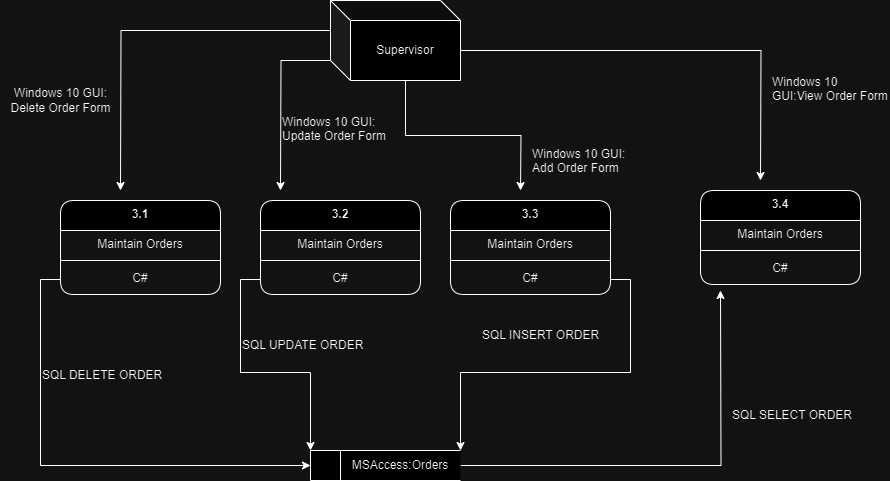 Supervisor
Windows 10 GUI:
Delete Order Form
Windows 10 GUI:
Update Order Form
Windows 10 GUI:
Add Order Form
Windows 10
GUI:View Order Form
3.1
Maintain Orders
C#
3.2
Maintain Orders
C#
3.3
Maintain Orders
C#
3.4
Maintain Orders
C#
SQL DELETE ORDER
SQL UPDATE ORDER
SQL INSERT ORDER
SQL SELECT ORDER
MSAccess:Orders